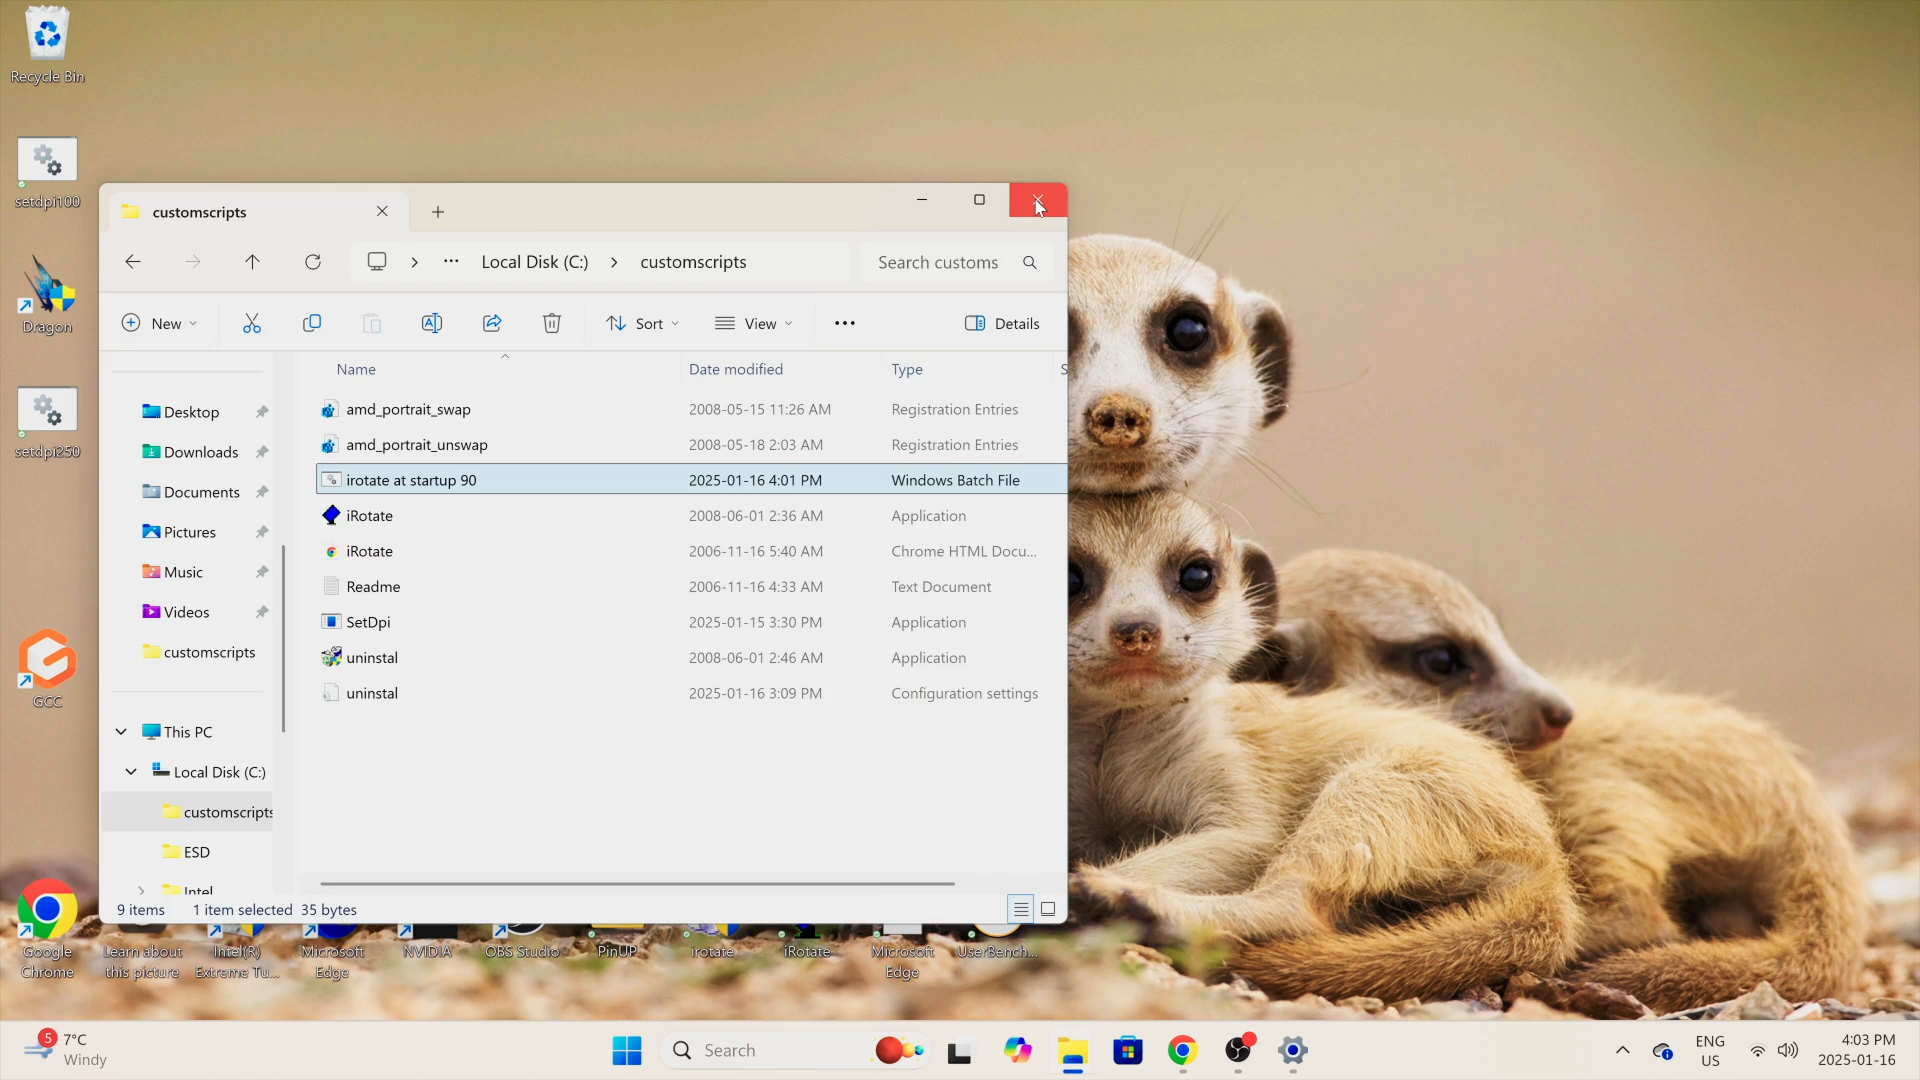 Recycle Bin
setdpi100
Dragon
setdpi250
GCC
Google
Chrome
Learn about
this picture
Intel(R)
Extreme Tu...
Microsoft
Edge
NVIDIA
OBS Studio
PinUP
irotate
iRotate
Microsoft
Edge
UserBench...
customscripts
Local Disk (C:)
customscripts
Search customs
New
Sort
View
Details
Name
Date modified
Type
S
Desktop
Downloads
Documents
Pictures
Music
Videos
customscripts
This PC
Local Disk (C:)
customscripts
ESD
Intel
amd_portrait_swap 2008-05-15 11:26 AM Registration Entries
amd_portrait_unswap 2008-05-18 2:03 AM Registration Entries
irotate at startup 90 2025-01-16 4:01 PM Windows Batch File
iRotate 2008-06-01 2:36 AM Application
iRotate 2006-11-16 5:40 AM Chrome HTML Docu...
Readme 2006-11-16 4:33 AM Text Document
SetDpi 2025-01-15 3:30 PM Application
uninstal 2008-06-01 2:46 AM Application
uninstal 2025-01-16 3:09 PM Configuration settings
9 items 1 item selected 35 bytes
5
7°C
Windy
Search
ENG
US
4:03 PM
2025-01-16